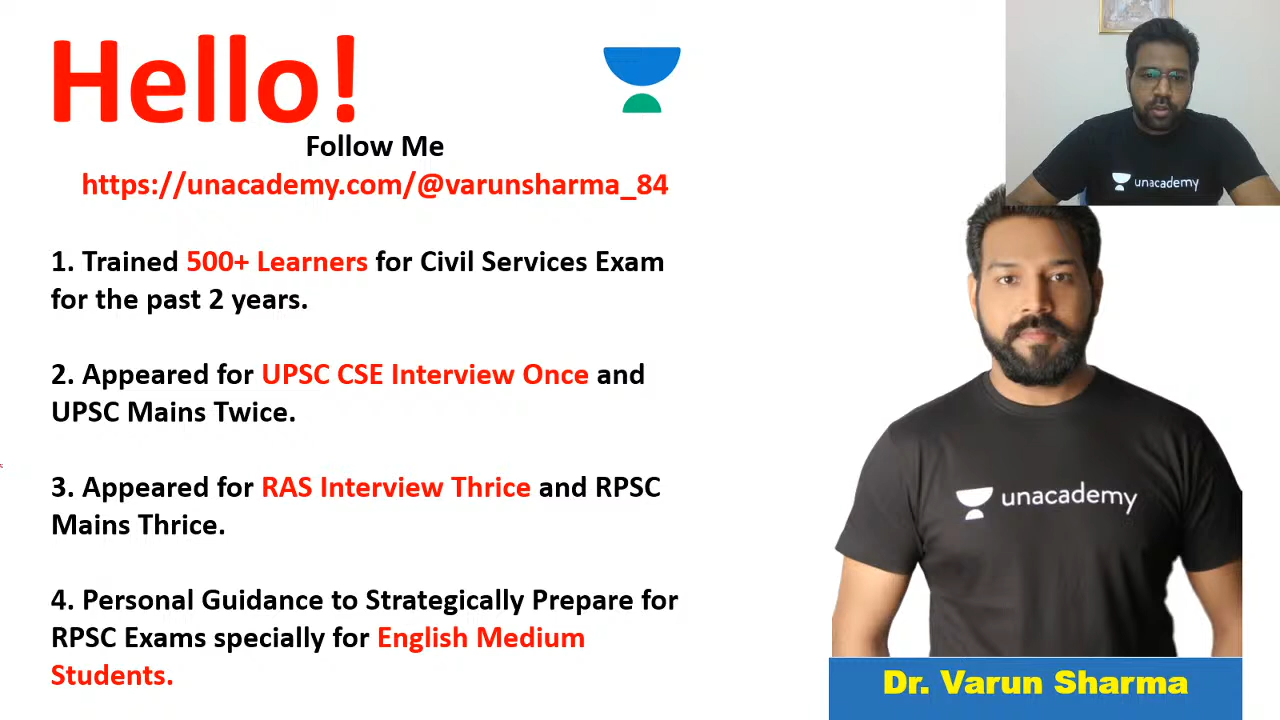 Hello!
Follow Me
https://unacademy.com/@varunsharma_84
1. Trained 500+ Learners for Civil Services Exam
for the past 2 years.
2. Appeared for UPSC CSE Interview Once and
UPSC Mains Twice.
3. Appeared for RAS Interview Thrice and RPSC
Mains Thrice.
4. Personal Guidance to Strategically Prepare for
RPSC Exams specially for English Medium
Students.
unacademy
unacademy
Dr. Varun Sharma